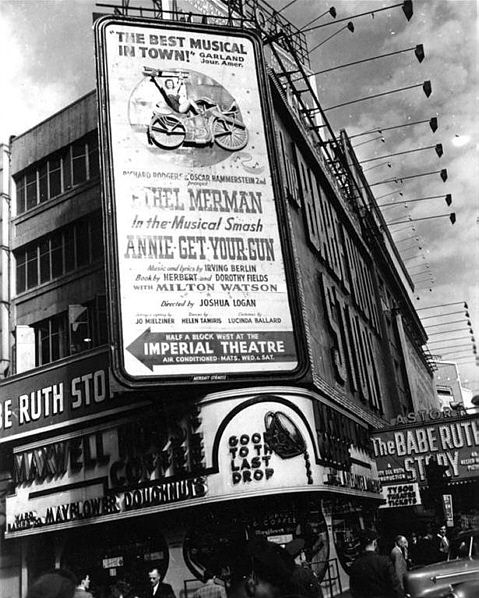 "THE BEST MUSICAL
IN TOWN!" GARLAND
Jour. Amer.
RICHARD RODGERS & OSCAR HAMMERSTEIN 2nd
present
ETHEL MERMAN
In the Musical Smash
ANNIE GET YOUR GUN
Music and lyrics by IRVING BERLIN
Book by HERBERT and DOROTHY FIELDS
WITH MILTON WATSON
Directed by JOSHUA LOGAN
JO MIELZINER
HELEN TAMIRIS
LUCINDA BALLARD
HALF A BLOCK WEST AT THE
IMPERIAL THEATRE
AIR CONDITIONED - MATS. WED. & SAT.
ASTOR
BE RUTH STO
The BABE RUTH
STORY
TYSON
TICKETS
MAXWELL HOUSE
COFFEE
GOOD
TO THE
LAST
DROP
MAYFLOWER DOUGHNUTS
& COFFEE